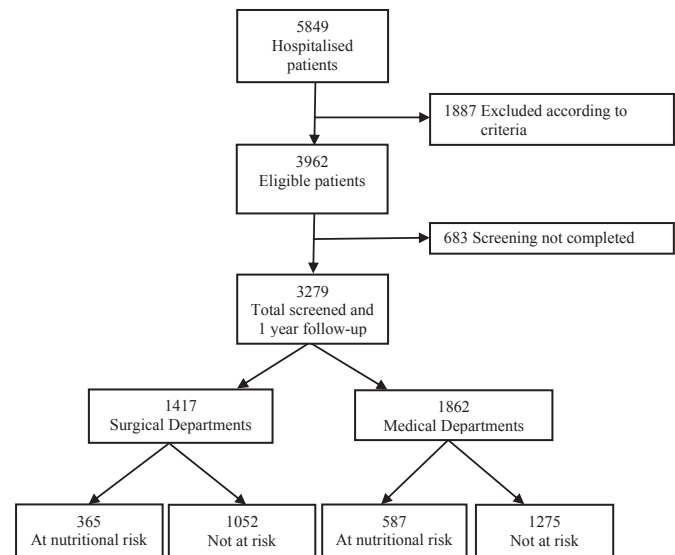 5849
Hospitalised
patients
1887 Excluded according to
criteria
3962
Eligible patients
683 Screening not completed
3279
Total screened and
1 year follow-up
1417
Surgical Departments
1862
Medical Departments
365
At nutritional risk
1052
Not at risk
587
At nutritional risk
1275
Not at risk